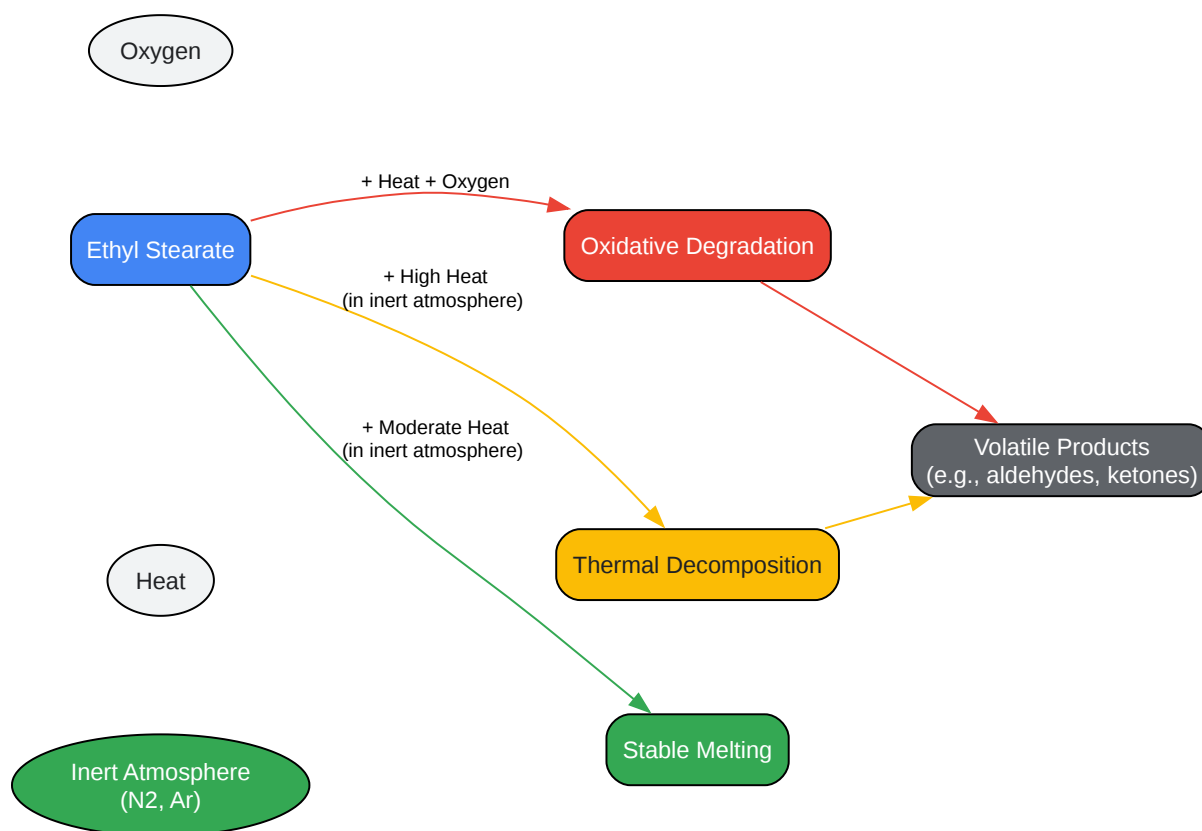 Oxygen
+ Heat + Oxygen
Ethyl Stearate
Oxidative Degradation
+ High Heat
(in inert atmosphere)
+ Moderate Heat
(in inert atmosphere)
Volatile Products
(e.g., aldehydes, ketones)
Thermal Decomposition
Heat
Stable Melting
Inert Atmosphere
(N2, Ar)